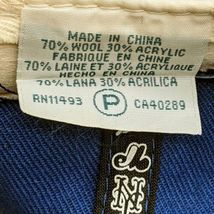 MADE IN CHINA
70% WOOL 30% ACRYLIC
FABRIQUE EN CHINE
70% LAINE ET 30% ACRYLIQUE
HECHO EN CHINA
70% LANA 30% ACRILICA
RN11493 P CA40289